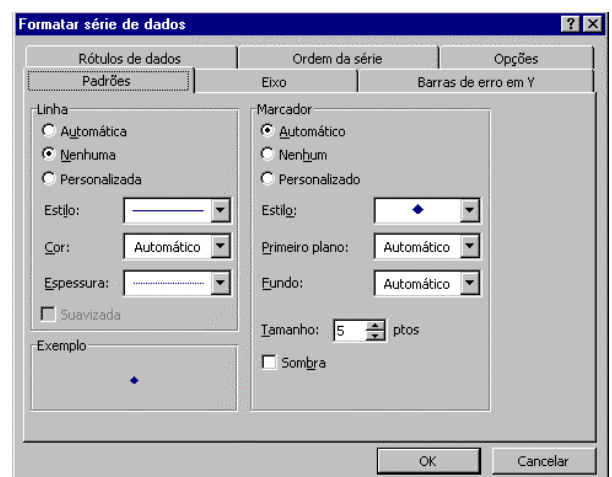 Formatar série de dados
Rótulos de dados Ordem da série Opções
Padrões Eixo Barras de erro em Y
Linha
Automática
Nenhuma
Personalizada
Estilo:
Cor: Automático
Espessura:
Suavizada
Exemplo
Marcador
Automático
Nenhum
Personalizado
Estilo:
Primeiro plano: Automático
Fundo: Automático
Tamanho: 5 ptos
Sombra
OK Cancelar